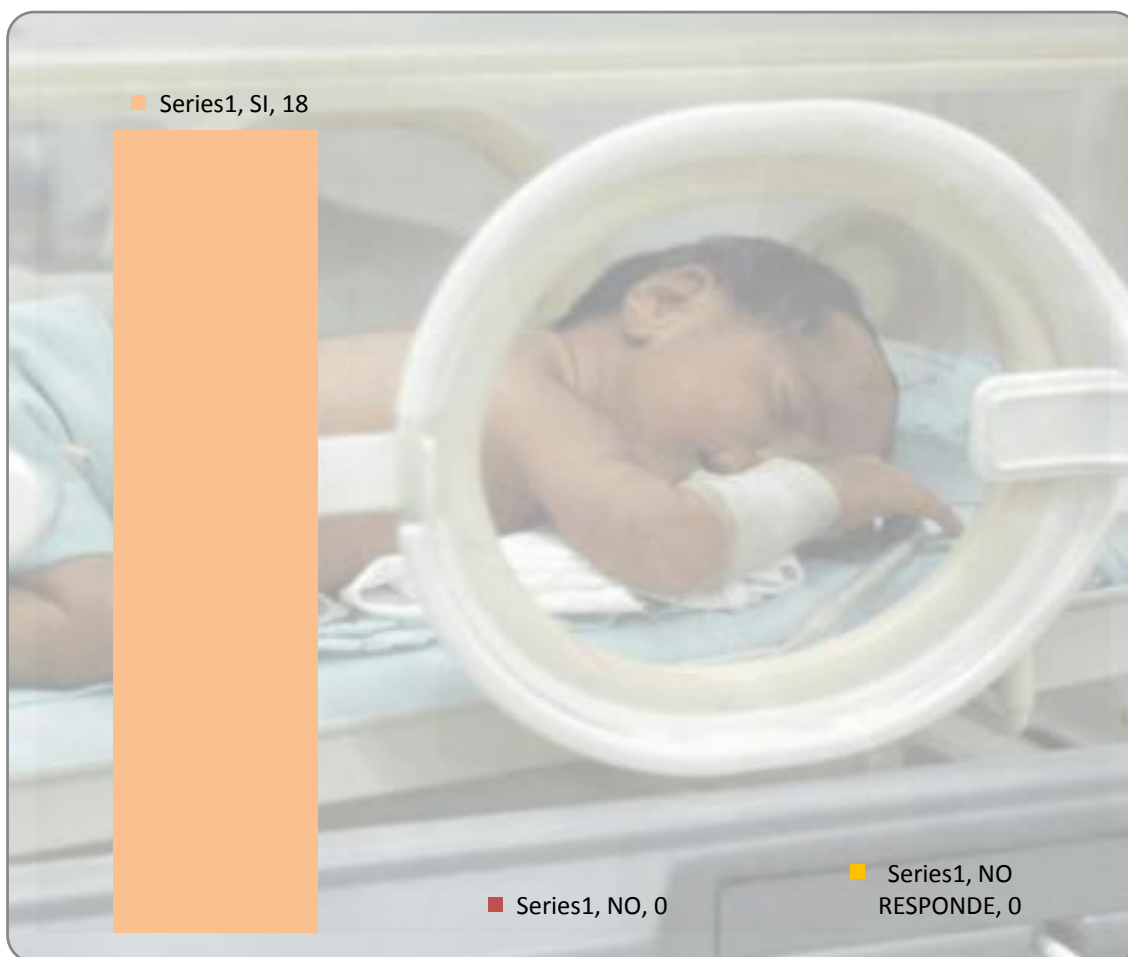 Series1, SI, 18
Series1, NO, 0
Series1, NO
RESPONDE, 0